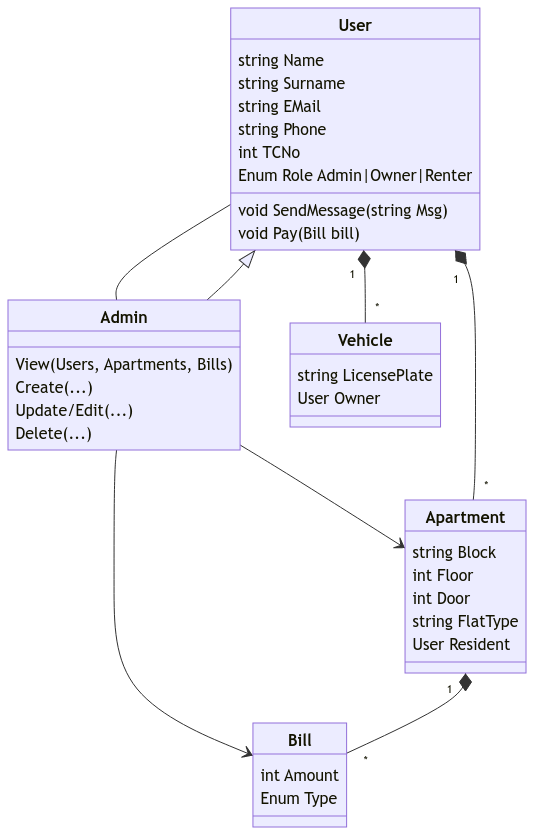 User
string Name
string Surname
string EMail
string Phone
int TCNo
Enum Role Admin|Owner|Renter
void SendMessage(string Msg)
void Pay(Bill bill)
1
*
1
*
Admin
View(Users, Apartments, Bills)
Create(...)
Update/Edit(...)
Delete(...)
Vehicle
string LicensePlate
User Owner
Apartment
string Block
int Floor
int Door
string FlatType
User Resident
1
*
Bill
int Amount
Enum Type